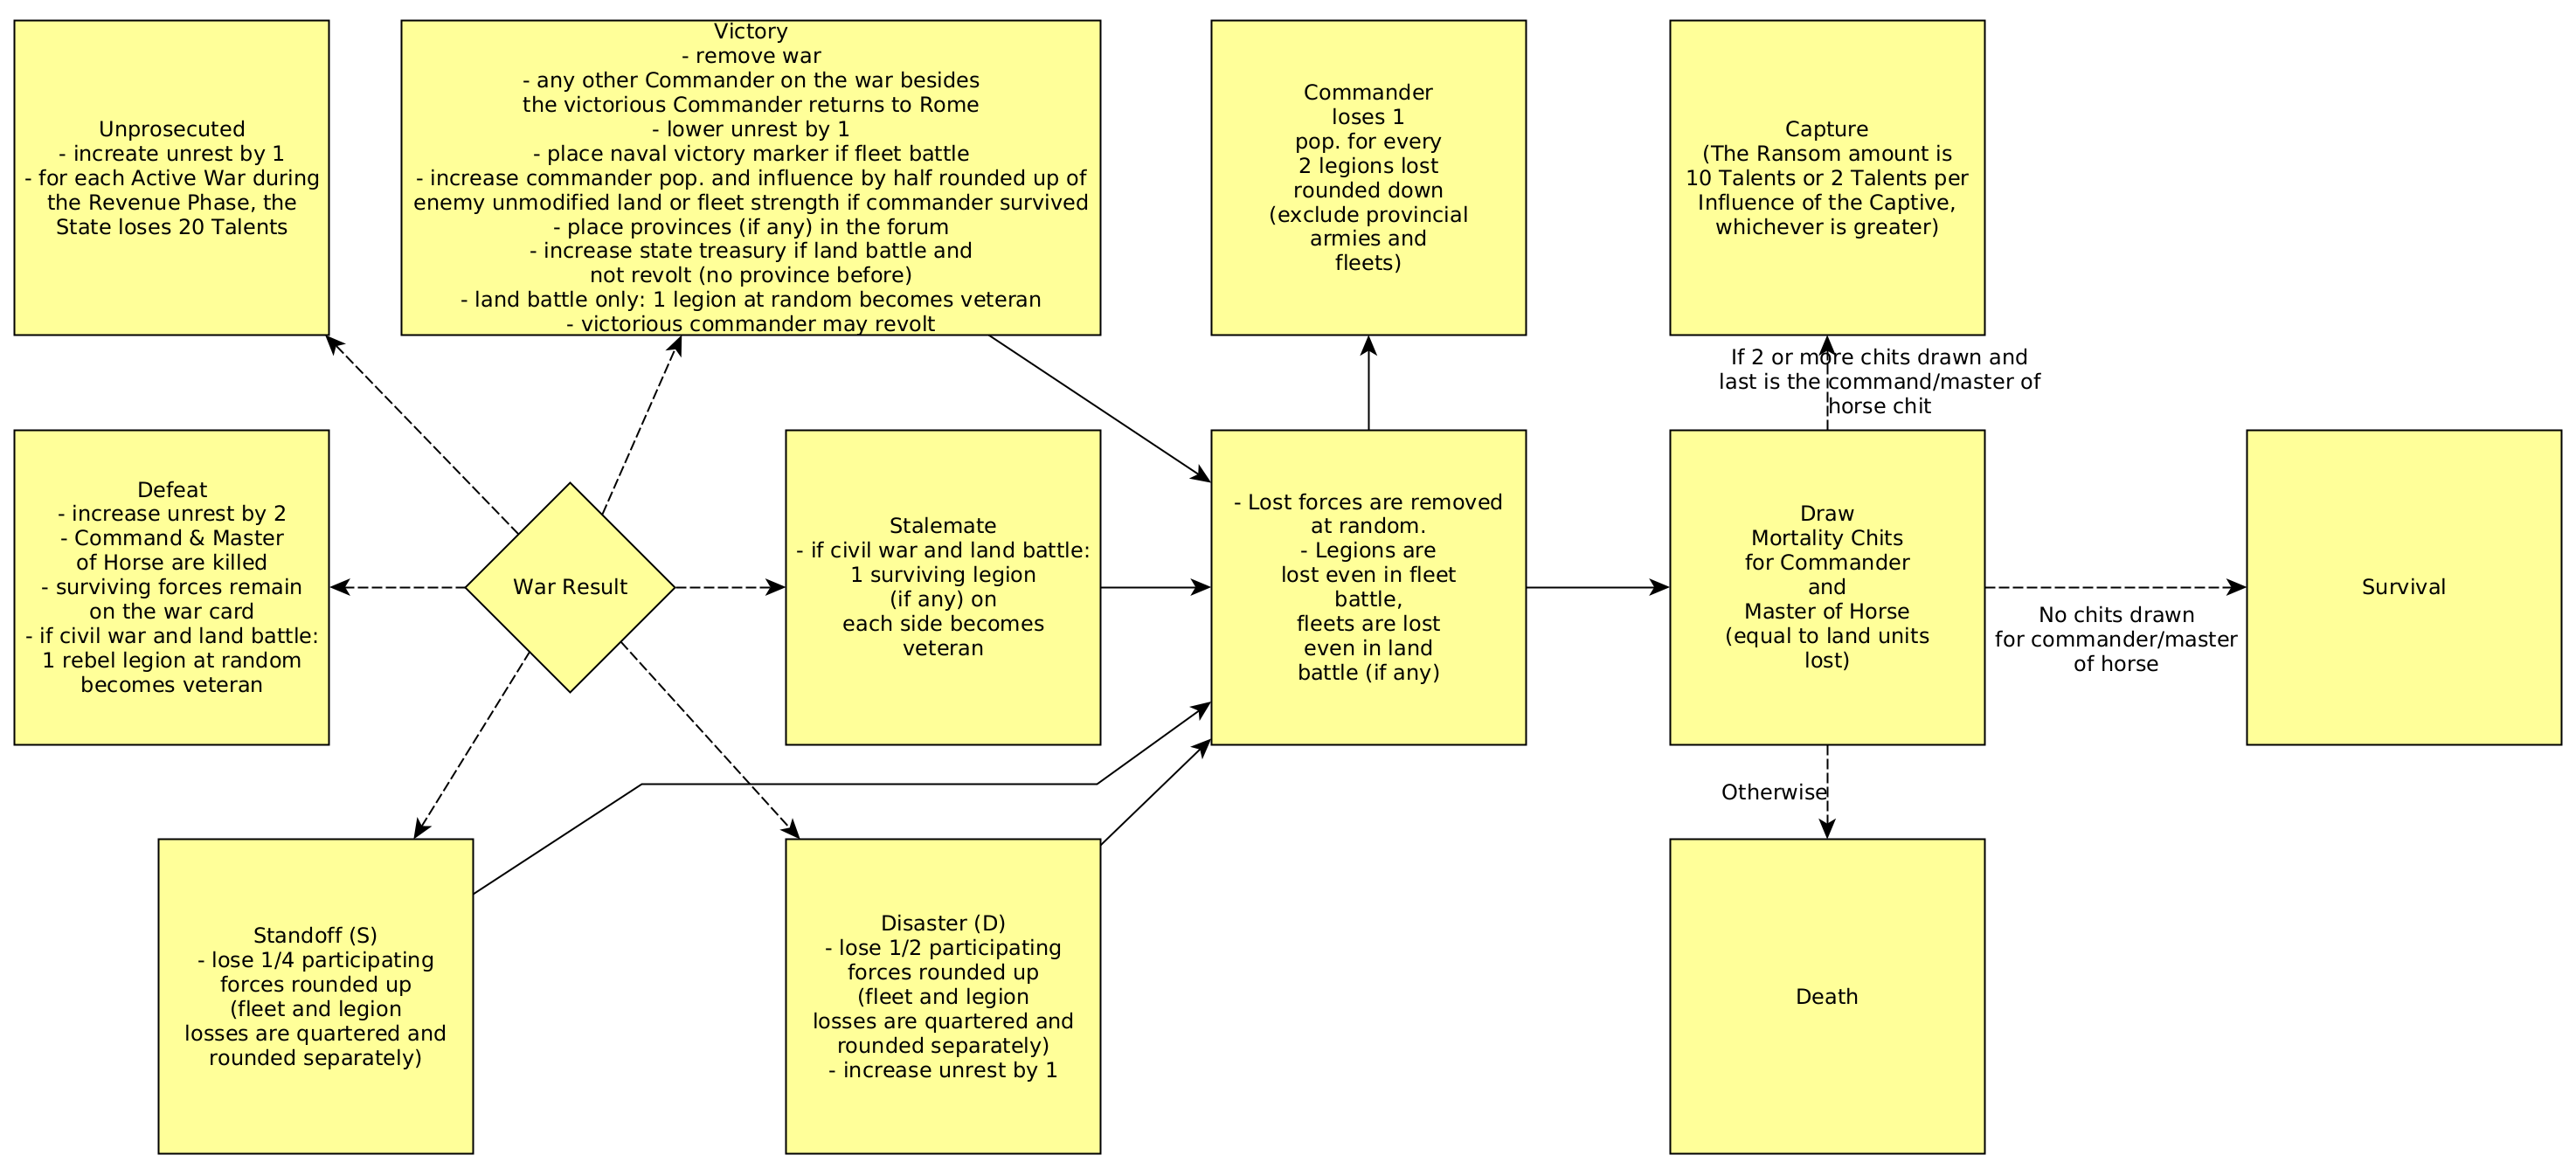 Unprosecuted
- increate unrest by 1
- for each Active War during
the Revenue Phase, the
State loses 20 Talents
Victory
- remove war
- any other Commander on the war besides
the victorious Commander returns to Rome
- lower unrest by 1
- place naval victory marker if fleet battle
- increase commander pop. and influence by half rounded up of
enemy unmodified land or fleet strength if commander survived
- place provinces (if any) in the forum
- increase state treasury if land battle and
not revolt (no province before)
- land battle only: 1 legion at random becomes veteran
- victorious commander may revolt
Commander
loses 1
pop. for every
2 legions lost
rounded down
(exclude provincial
armies and
fleets)
Capture
(The Ransom amount is
10 Talents or 2 Talents per
Influence of the Captive,
whichever is greater)
If 2 or more chits drawn and
last is the command/master of
horse chit
Defeat
- increase unrest by 2
- Command & Master
of Horse are killed
- surviving forces remain
on the war card
- if civil war and land battle:
1 rebel legion at random
becomes veteran
War Result
Stalemate
- if civil war and land battle:
1 surviving legion
(if any) on
each side becomes
veteran
- Lost forces are removed
at random.
- Legions are
lost even in fleet
battle,
fleets are lost
even in land
battle (if any)
Draw
Mortality Chits
for Commander
and
Master of Horse
(equal to land units
lost)
No chits drawn
for commander/master
of horse
Survival
Otherwise
Standoff (S)
- lose 1/4 participating
forces rounded up
(fleet and legion
losses are quartered and
rounded separately)
Disaster (D)
- lose 1/2 participating
forces rounded up
(fleet and legion
losses are quartered and
rounded separately)
- increase unrest by 1
Death